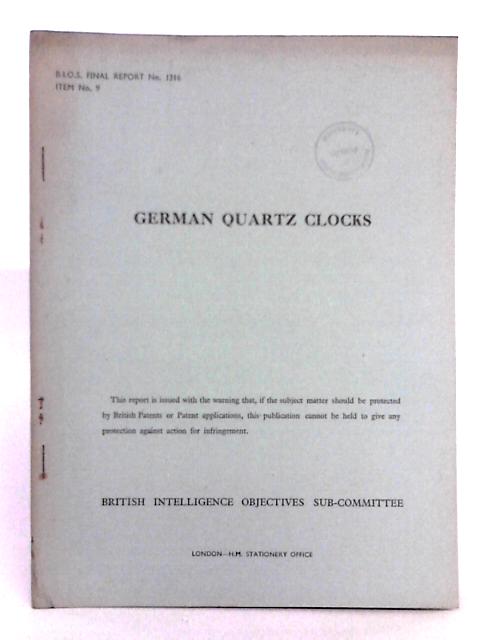 B.I.O.S. FINAL REPORT No. 1316
ITEM No. 9
GERMAN QUARTZ CLOCKS
This report is issued with the warning that, if the subject matter should be protected
by British Patents or Patent applications, this publication cannot be held to give any
protection against action for infringement.
BRITISH INTELLIGENCE OBJECTIVES SUB-COMMITTEE
LONDON—H.M. STATIONERY OFFICE